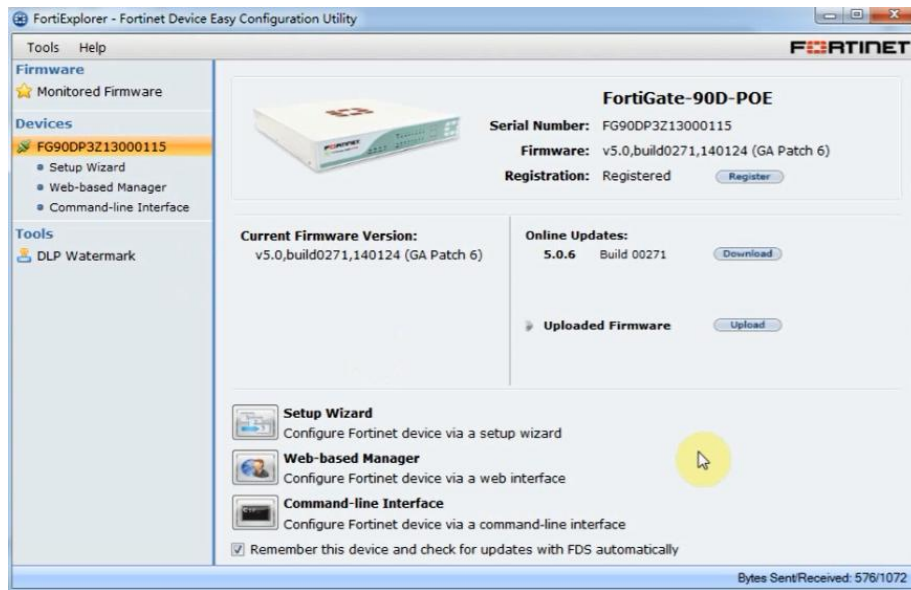 FortiExplorer - Fortinet Device Easy Configuration Utility
Tools Help
FORTINET
Firmware
Monitored Firmware
Devices
FG90DP3Z13000115
Setup Wizard
Web-based Manager
Command-line Interface
Tools
DLP Watermark
FortiGate-90D-POE
Serial Number: FG90DP3Z13000115
Firmware: v5.0,build0271,140124 (GA Patch 6)
Registration: Registered Register
Current Firmware Version:
v5.0,build0271,140124 (GA Patch 6)
Online Updates:
5.0.6 Build 00271 Download
Uploaded Firmware Upload
Setup Wizard
Configure Fortinet device via a setup wizard
Web-based Manager
Configure Fortinet device via a web interface
Command-line Interface
Configure Fortinet device via a command-line interface
Remember this device and check for updates with FDS automatically
Bytes Sent/Received: 576/1072